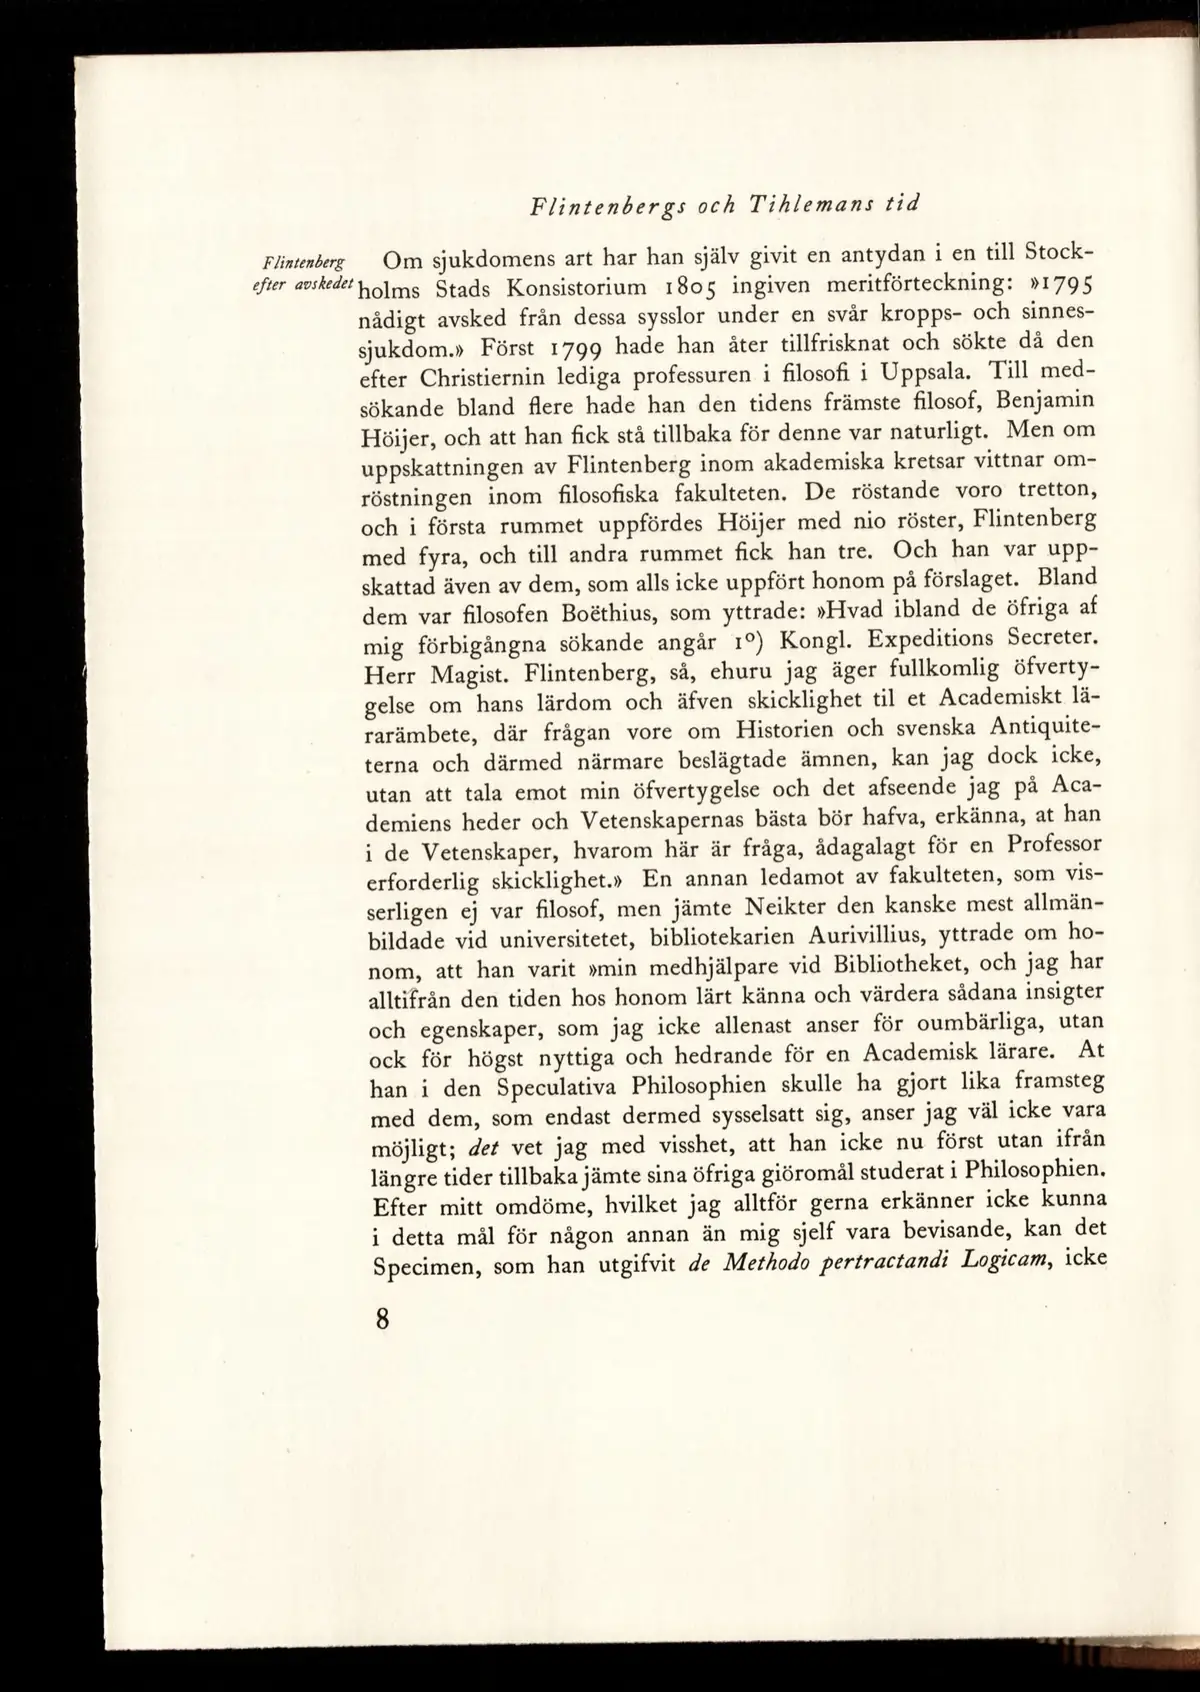 Flintenbergs och Tihlemans tid
Flintenberg
efter avskedet
Om sjukdomens art har han själv givit en antydan i en till Stock-
holms Stads Konsistorium 1805 ingiven meritförteckning: »1795
nådigt avsked från dessa sysslor under en svår kropps- och sinnes-
sjukdom.» Först 1799 hade han åter tillfrisknat och sökte då den
efter Christiernin lediga professuren i filosofi i Uppsala. Till med-
sökande bland flere hade han den tidens främste filosof, Benjamin
Höijer, och att han fick stå tillbaka för denne var naturligt. Men om
uppskattningen av Flintenberg inom akademiska kretsar vittnar om-
röstningen inom filosofiska fakulteten. De röstande voro tretton,
och i första rummet uppfördes Höijer med nio röster, Flintenberg
med fyra, och till andra rummet fick han tre. Och han var upp-
skattad även av dem, som alls icke uppfört honom på förslaget. Bland
dem var filosofen Boëthius, som yttrade: »Hvad ibland de öfriga af
mig förbigångna sökande angår 1°) Kongl. Expeditions Secreter.
Herr Magist. Flintenberg, så, ehuru jag äger fullkomlig öfverty-
gelse om hans lärdom och äfven skicklighet til et Academiskt lä-
rarämbete, där frågan vore om Historien och svenska Antiquite-
terna och därmed närmare beslägtade ämnen, kan jag dock icke,
utan att tala emot min öfvertygelse och det afseende jag på Aca-
demiens heder och Vetenskapernas bästa bör hafva, erkänna, at han
i de Vetenskaper, hvarom här är fråga, ådagalagt för en Professor
erforderlig skicklighet.» En annan ledamot av fakulteten, som vis-
serligen ej var filosof, men jämte Neikter den kanske mest allmän-
bildade vid universitetet, bibliotekarien Aurivillius, yttrade om ho-
nom, att han varit »min medhjälpare vid Bibliotheket, och jag har
alltifrån den tiden hos honom lärt känna och värdera sådana insigter
och egenskaper, som jag icke allenast anser för oumbärliga, utan
ock för högst nyttiga och hedrande för en Academisk lärare. At
han i den Speculativa Philosophien skulle ha gjort lika framsteg
med dem, som endast dermed sysselsatt sig, anser jag väl icke vara
möjligt; det vet jag med visshet, att han icke nu först utan ifrån
längre tider tillbaka jämte sina öfriga giöromål studerat i Philosophien.
Efter mitt omdöme, hvilket jag alltför gerna erkänner icke kunna
i detta mål för någon annan än mig sjelf vara bevisande, kan det
Specimen, som han utgifvit de Methodo pertractandi Logicam, icke
8